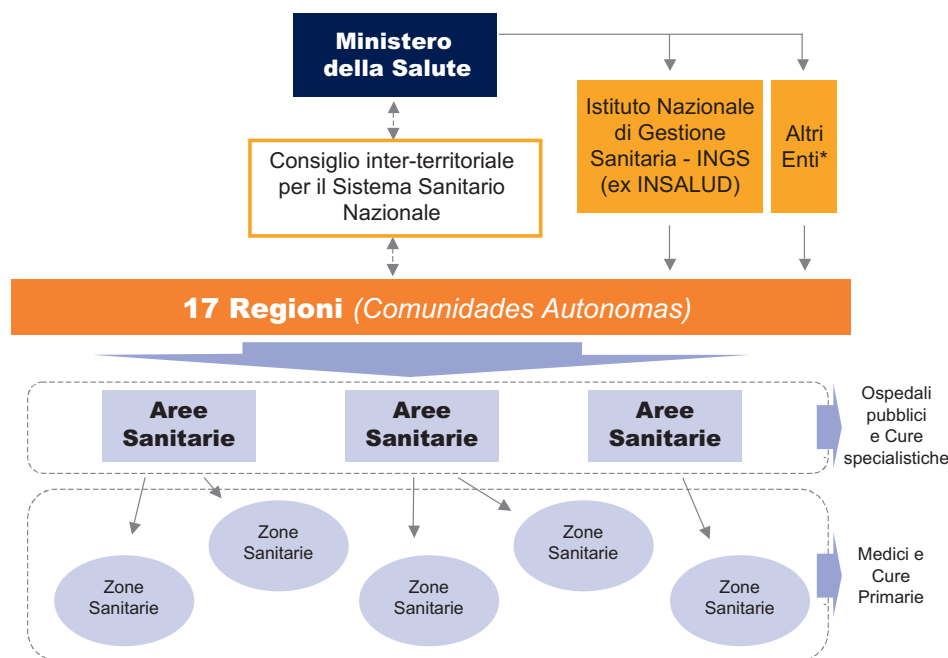 Ministero
della Salute
Istituto Nazionale
di Gestione
Sanitaria - INGS
(ex INSALUD)
Altri
Enti*
Consiglio inter-territoriale
per il Sistema Sanitario
Nazionale
17 Regioni (Comunidades Autonomas)
Aree
Sanitarie
Aree
Sanitarie
Aree
Sanitarie
Ospedali
pubblici
e Cure
specialistiche
Zone
Sanitarie
Zone
Sanitarie
Zone
Sanitarie
Zone
Sanitarie
Zone
Sanitarie
Medici e
Cure
Primarie